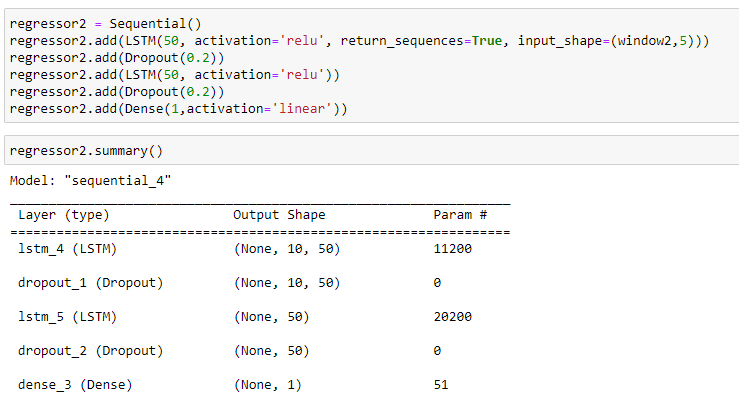 regressor2 = Sequential()
regressor2.add(LSTM(50, activation='relu', return_sequences=True, input_shape=(window2,5)))
regressor2.add(Dropout(0.2))
regressor2.add(LSTM(50, activation='relu'))
regressor2.add(Dropout(0.2))
regressor2.add(Dense(1,activation='linear'))
regressor2.summary()
Model: "sequential_4"
_________________________________________________________________
Layer (type) Output Shape Param #
=================================================================
lstm_4 (LSTM) (None, 10, 50) 11200
dropout_1 (Dropout) (None, 10, 50) 0
lstm_5 (LSTM) (None, 50) 20200
dropout_2 (Dropout) (None, 50) 0
dense_3 (Dense) (None, 1) 51